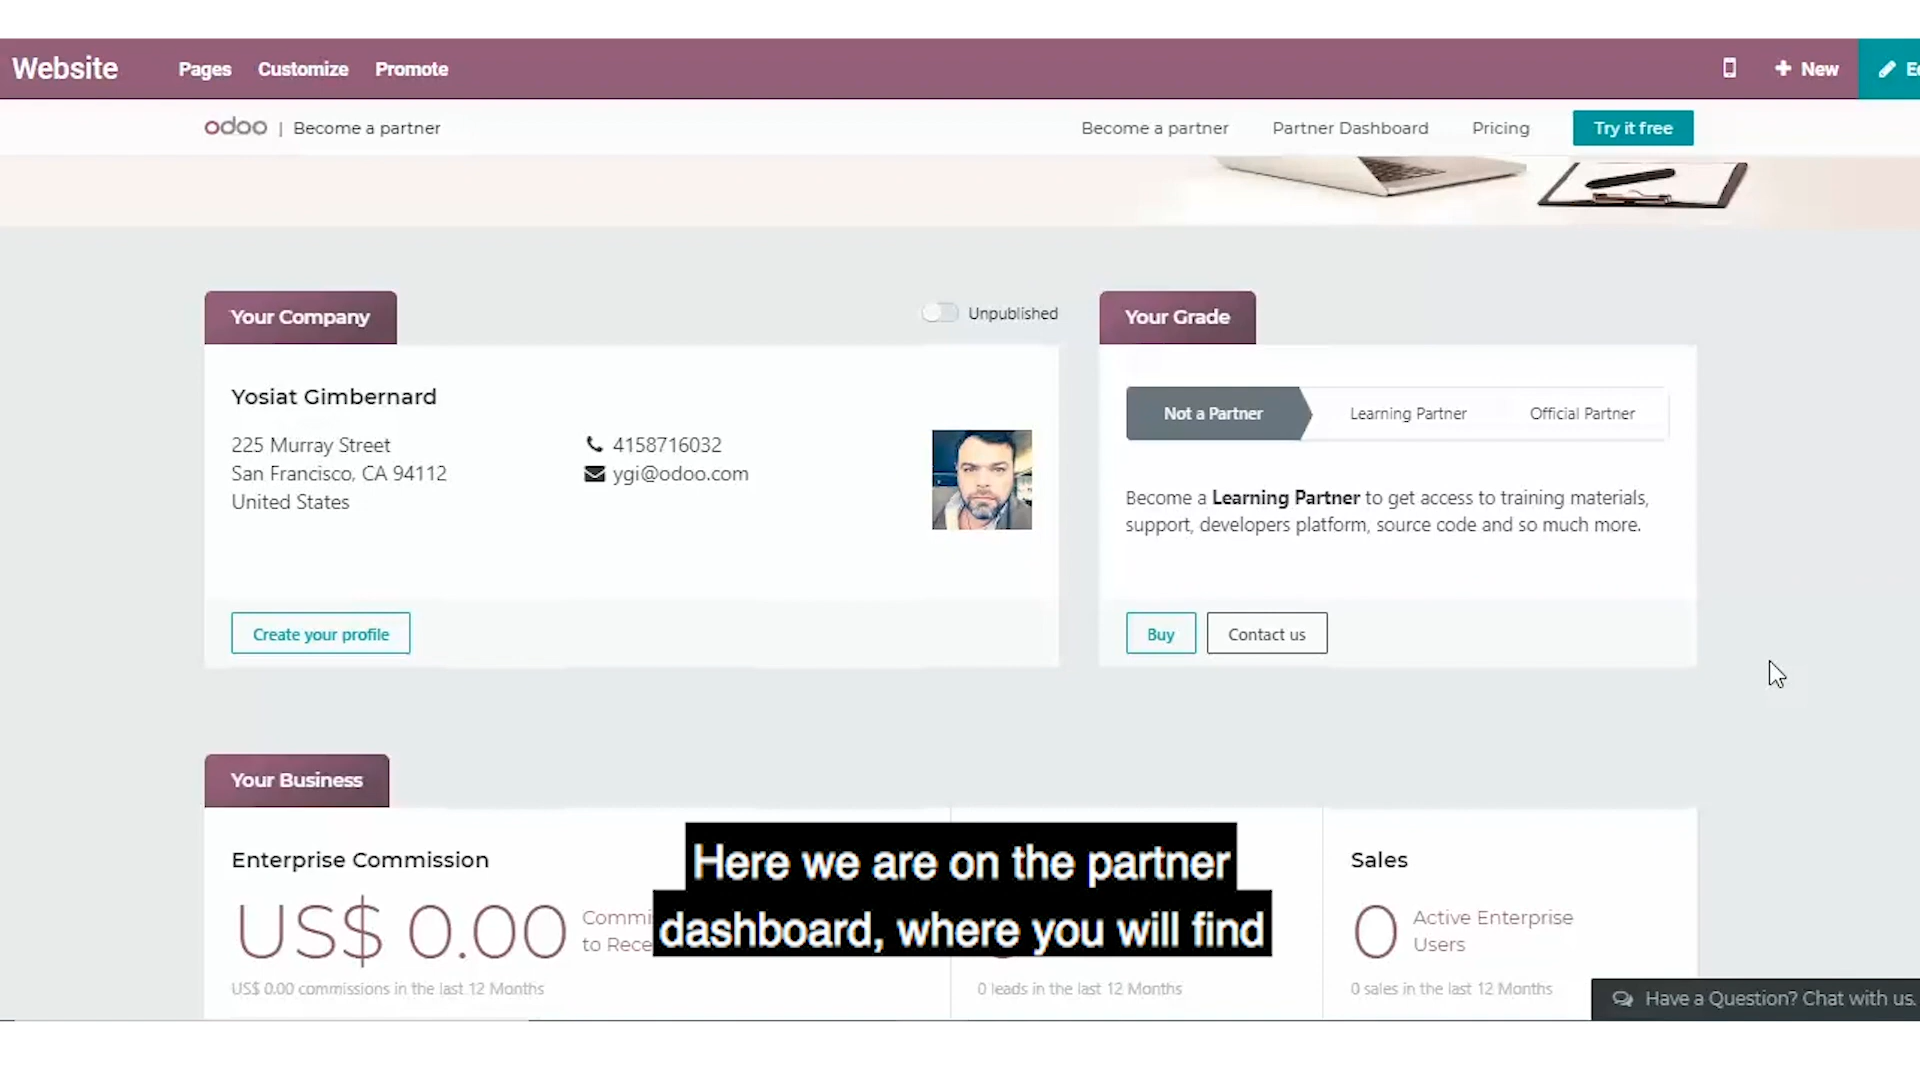 Website
Pages Customize Promote
New
odoo | Become a partner
Become a partner Partner Dashboard Pricing Try it free
Your Company
Unpublished
Yosiat Gimbernard
225 Murray Street
San Francisco, CA 94112
United States
4158716032
ygi@odoo.com
Create your profile
Your Grade
Not a Partner Learning Partner Official Partner
Become a Learning Partner to get access to training materials,
support, developers platform, source code and so much more.
Buy Contact us
Your Business
Enterprise Commission
US$ 0.00
to
US$ 0.00 commissions in the last 12 Months
0 leads in the last 12 Months
Sales
0 Active Enterprise
Users
0 sales in the last 12 Months
Here we are on the partner
dashboard, where you will find
Have a Question? Chat with us.